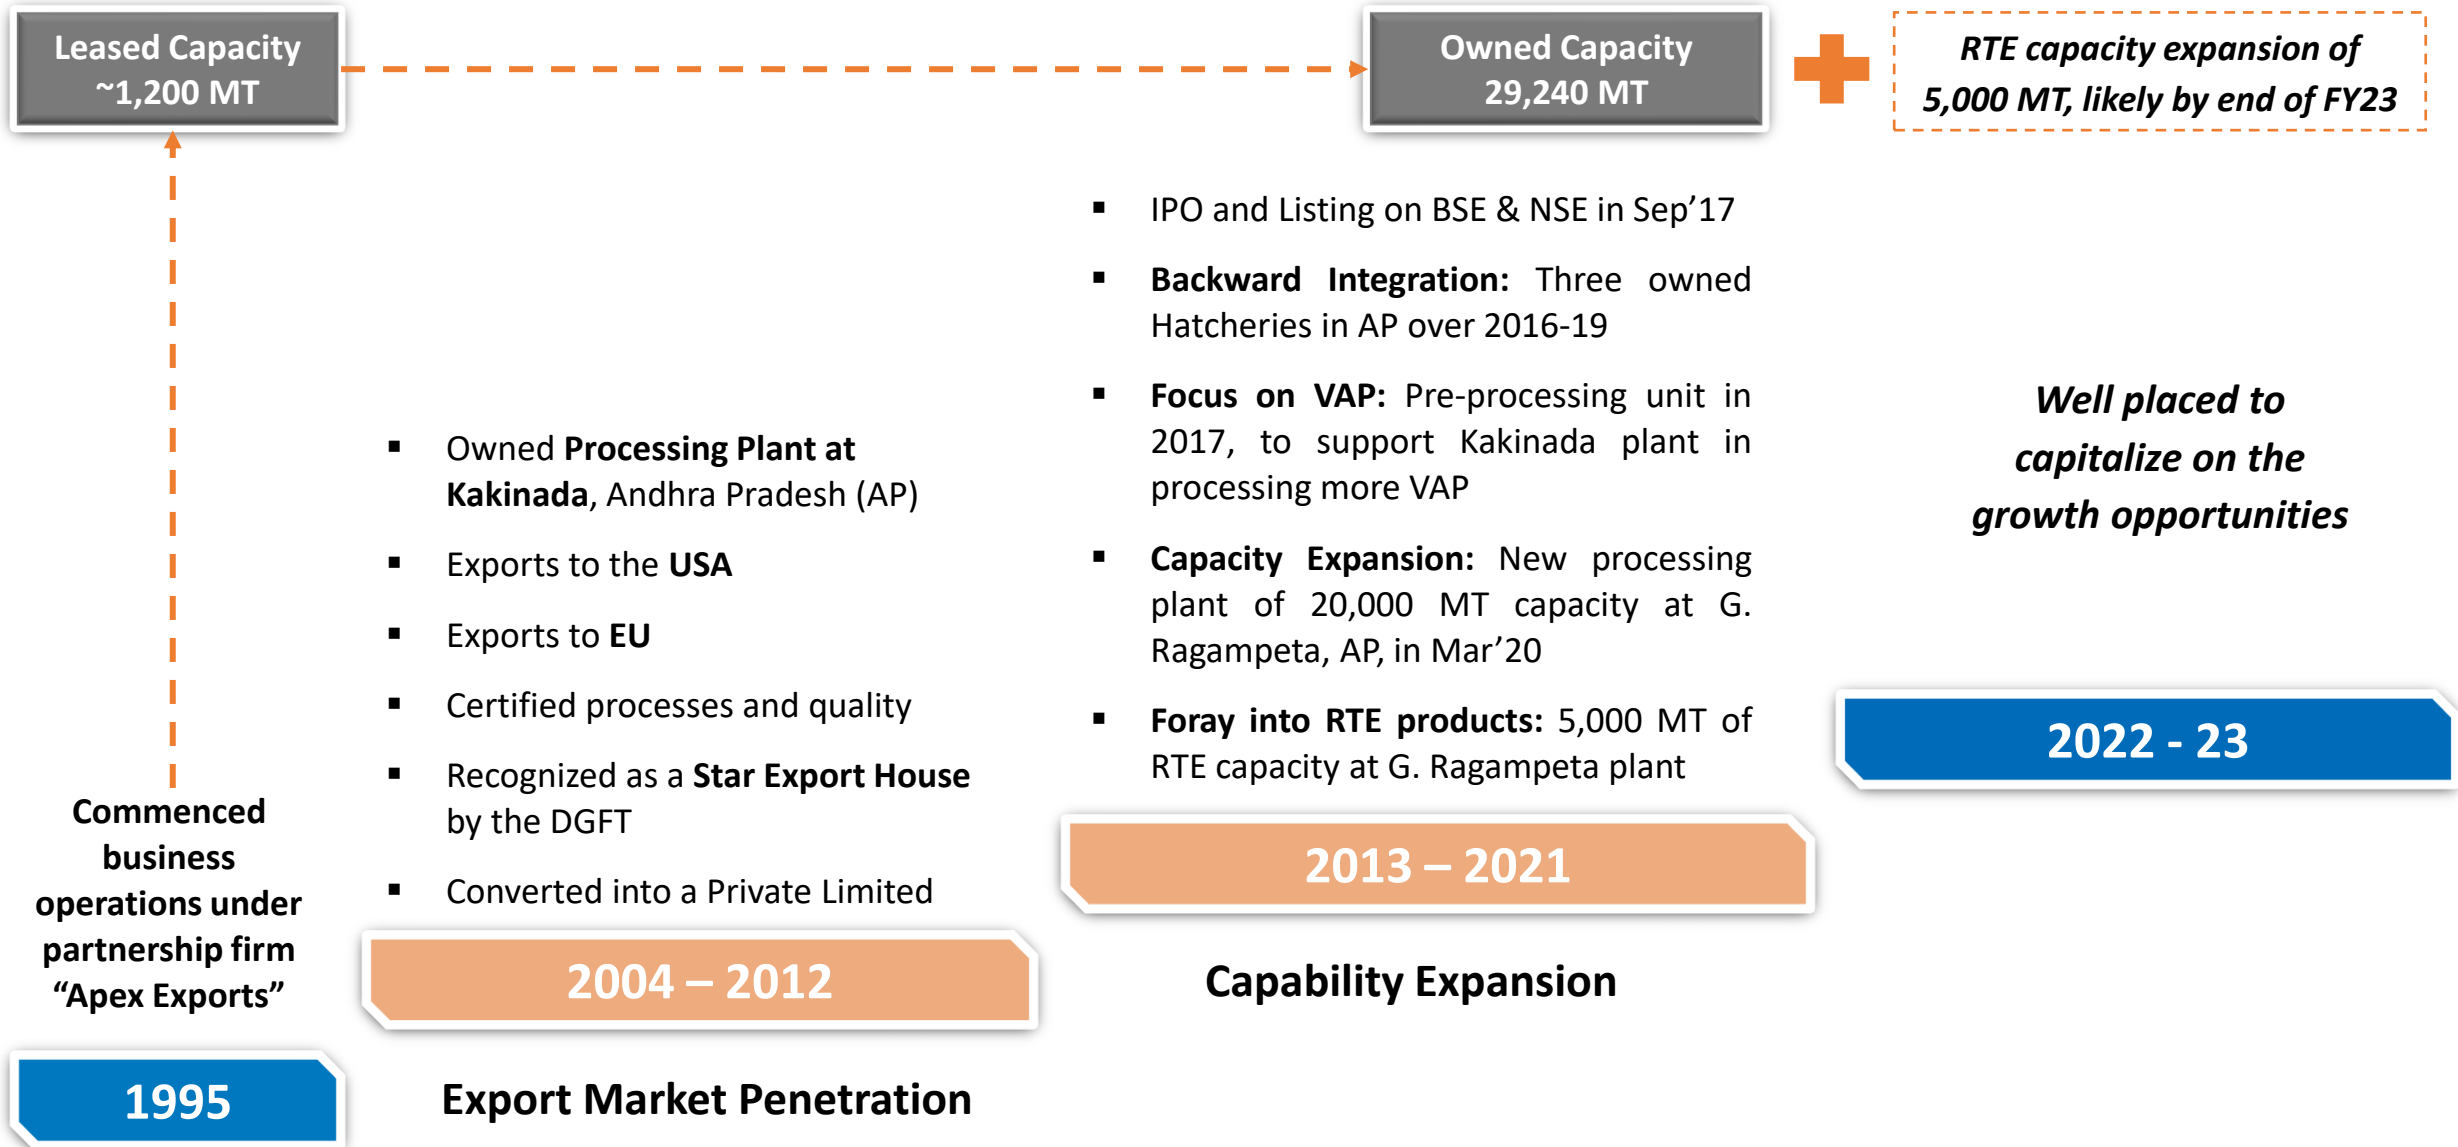 Leased Capacity
~1,200 MT
Owned Capacity
29,240 MT
RTE capacity expansion of
5,000 MT, likely by end of FY23
Commenced
business
operations under
partnership firm
“Apex Exports”
1995
▪ Owned Processing Plant at
Kakinada, Andhra Pradesh (AP)
▪ Exports to the USA
▪ Exports to EU
▪ Certified processes and quality
▪ Recognized as a Star Export House
by the DGFT
▪ Converted into a Private Limited
2004 – 2012
Export Market Penetration
▪ IPO and Listing on BSE & NSE in Sep’17
▪ Backward Integration: Three owned
Hatcheries in AP over 2016-19
▪ Focus on VAP: Pre-processing unit in
2017, to support Kakinada plant in
processing more VAP
▪ Capacity Expansion: New processing
plant of 20,000 MT capacity at G.
Ragampeta, AP, in Mar’20
▪ Foray into RTE products: 5,000 MT of
RTE capacity at G. Ragampeta plant
2013 – 2021
Capability Expansion
Well placed to
capitalize on the
growth opportunities
2022 - 23